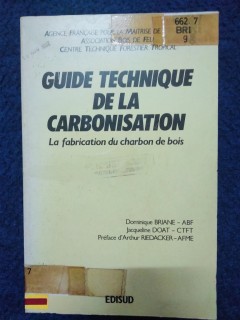 662.7
BRI
g
AGENCE FRANÇAISE POUR LA MAITRISE DE
ASSOCIATION BOIS DE FEU
CENTRE TECHNIQUE FORESTIER TROPICAL
GUIDE TECHNIQUE
DE LA
CARBONISATION
La fabrication du charbon de bois
Dominique BRIANE - ABF
Jacqueline DOAT - CTFT
Préface d'Arthur RIEDACKER - AFME
7
EDISUD